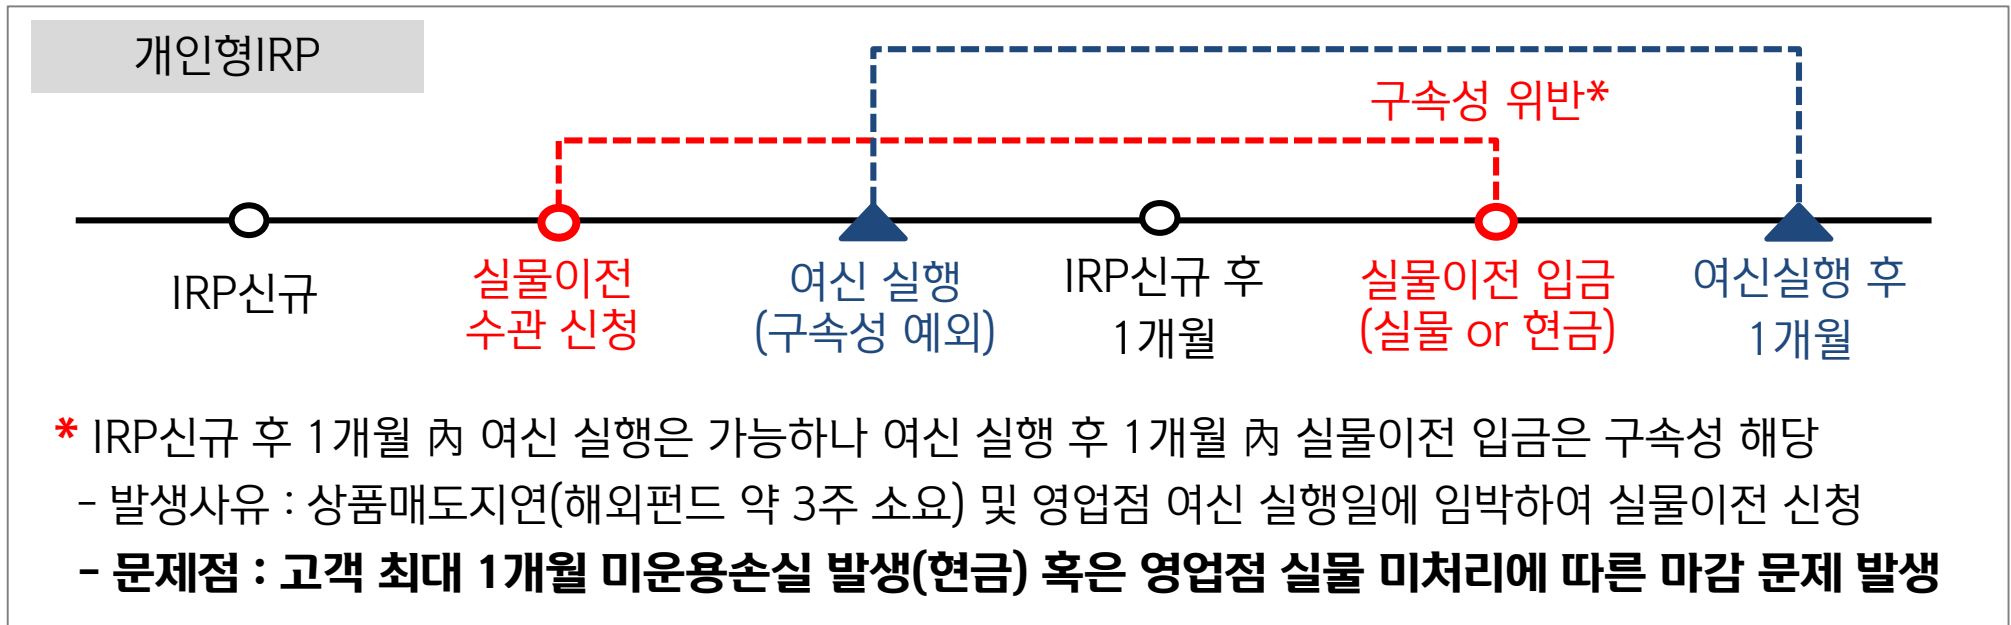 개인형IRP
구속성 위반*
IRP신규
실물이전
수관 신청
여신 실행
(구속성 예외)
IRP신규 후
1개월
실물이전 입금
(실물 or 현금)
여신실행 후
1개월
* IRP신규 후 1개월 內 여신 실행은 가능하나 여신 실행 후 1개월 內 실물이전 입금은 구속성 해당
- 발생사유 : 상품매도지연(해외펀드 약 3주 소요) 및 영업점 여신 실행일에 임박하여 실물이전 신청
- 문제점 : 고객 최대 1개월 미운용손실 발생(현금) 혹은 영업점 실물 미처리에 따른 마감 문제 발생